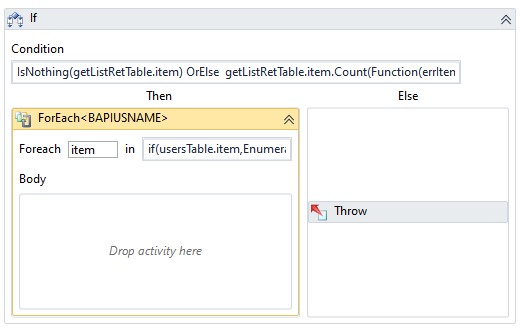 If
Condition
IsNothing(getListRetTable.item) OrElse getListRetTable.item.Count(Function(errIten
Then
Else
ForEach<BAPIUSNAME>
Foreach item in if(usersTable.item,Enumera
Body
Drop activity here
Throw